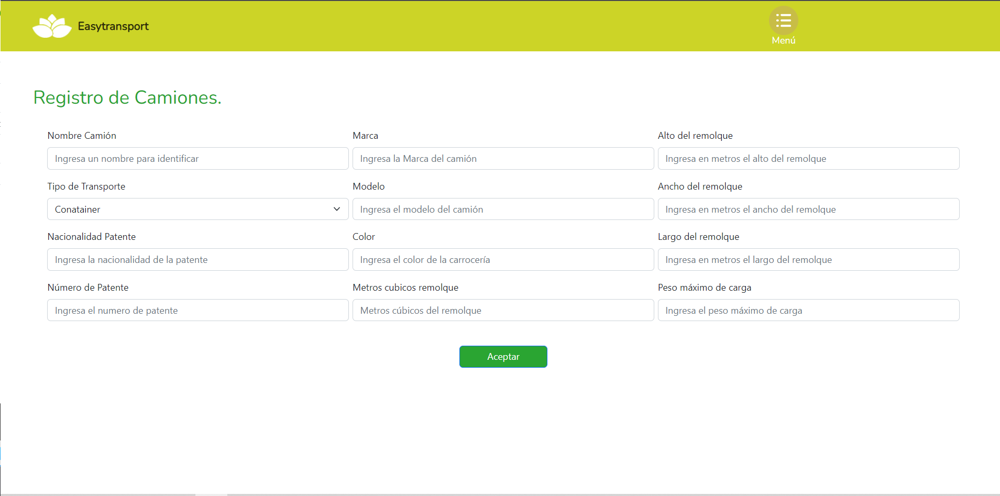 Easytransport
Menú
Registro de Camiones.
Nombre Camión
Marca
Alto del remolque
Ingresa un nombre para identificar
Ingresa la Marca del camión
Ingresa en metros el alto del remolque
Tipo de Transporte
Modelo
Ancho del remolque
Conatainer
Ingresa el modelo del camión
Ingresa en metros el ancho del remolque
Nacionalidad Patente
Color
Largo del remolque
Ingresa la nacionalidad de la patente
Ingresa el color de la carrocería
Ingresa en metros el largo del remolque
Número de Patente
Metros cubicos remolque
Peso máximo de carga
Ingresa el numero de patente
Metros cúbicos del remolque
Ingresa el peso máximo de carga
Aceptar